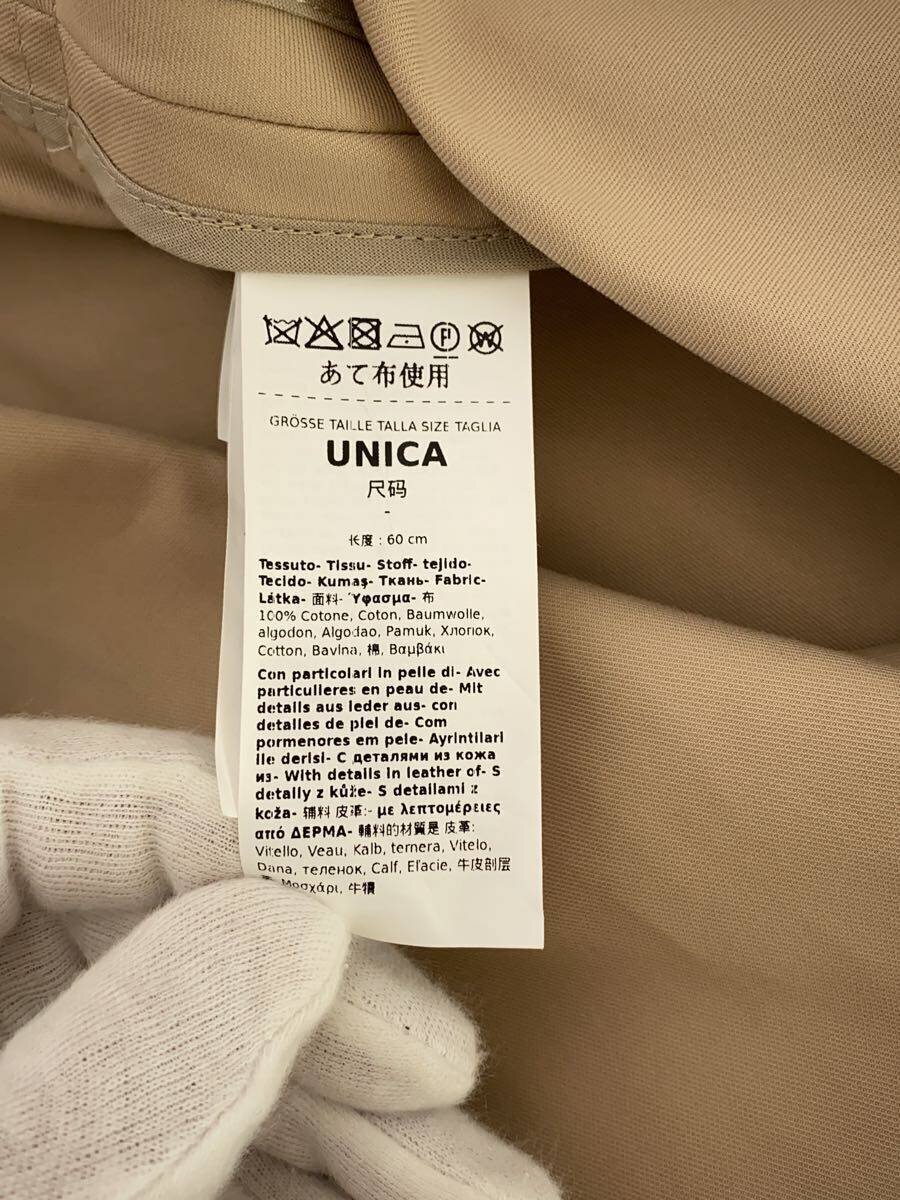 あて布使用
GRÖSSE TAILLE TALLA SIZE TAGLIA
UNICA
尺码
-
长度 : 60 cm
Tessuto- Tissu- Stoff- tejido-
Tecido- Kumaş- Ткань- Fabric-
Látka- 面料- Ύφασμα- 布
100% Cotone, Coton, Baumwolle,
algodon, Algodao, Pamuk, Хлопок,
Cotton, Bavlna, 棉, Βαμβάκι
Con particolari in pelle di- Avec
particulieres en peau de- Mit
details aus leder aus- con
detalles de piel de- Com
pormenores em pele- Ayrintilari
ile derisi- С деталями из кожа
из- With details in leather of- S
detaily z kůže- S detailami z
koža- 辅料 皮革:- με λεπτομέρειες
από ΔΕΡΜΑ- 輔料的材質是 皮革:
Vitello, Veau, Kalb, ternera, Vitelo,
Dana, теленок, Calf, Eľacie, 牛皮剖层
Μοσχάρι, 牛犢